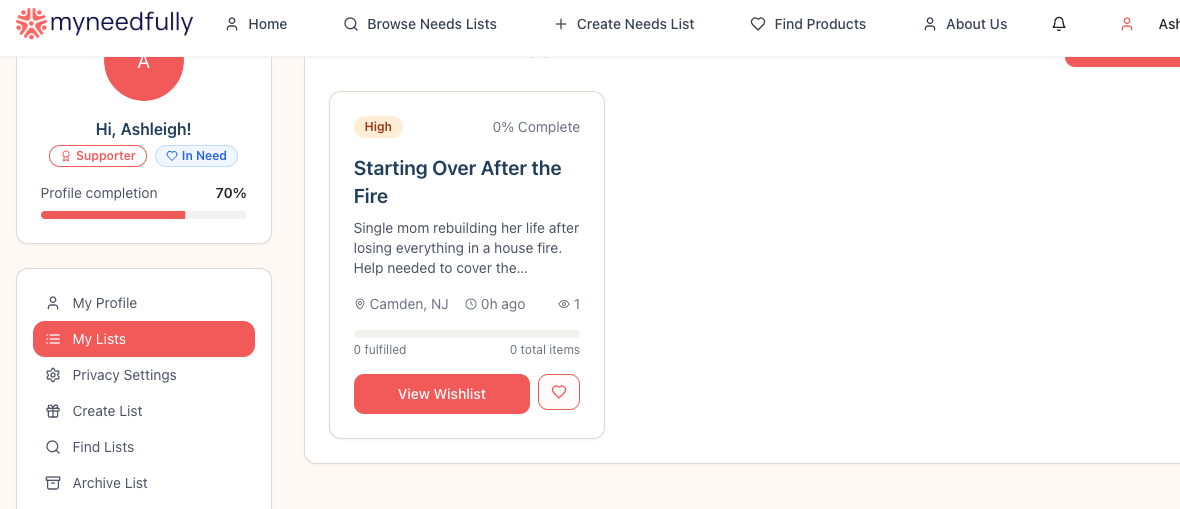 myneedfully
Home
Browse Needs Lists
Create Needs List
Find Products
About Us
Ash
A
Hi, Ashleigh!
Supporter
In Need
Profile completion
70%
My Profile
My Lists
Privacy Settings
Create List
Find Lists
Archive List
High
0% Complete
Starting Over After the
Fire
Single mom rebuilding her life after
losing everything in a house fire.
Help needed to cover the...
Camden, NJ
0h ago
1
0 fulfilled
0 total items
View Wishlist